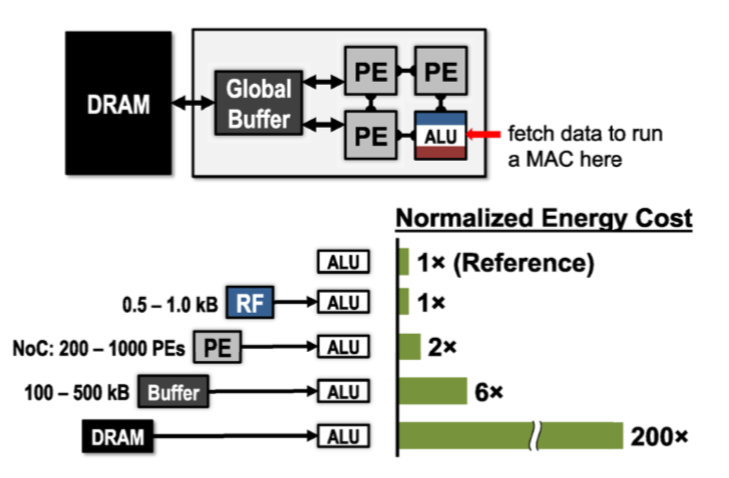 DRAM
Global
Buffer
PE
PE
PE
ALU
fetch data to run
a MAC here
Normalized Energy Cost
ALU
1× (Reference)
0.5 – 1.0 kB
RF
ALU
1×
NoC: 200 – 1000 PEs
PE
ALU
2×
100 – 500 kB
Buffer
ALU
6×
DRAM
ALU
200×